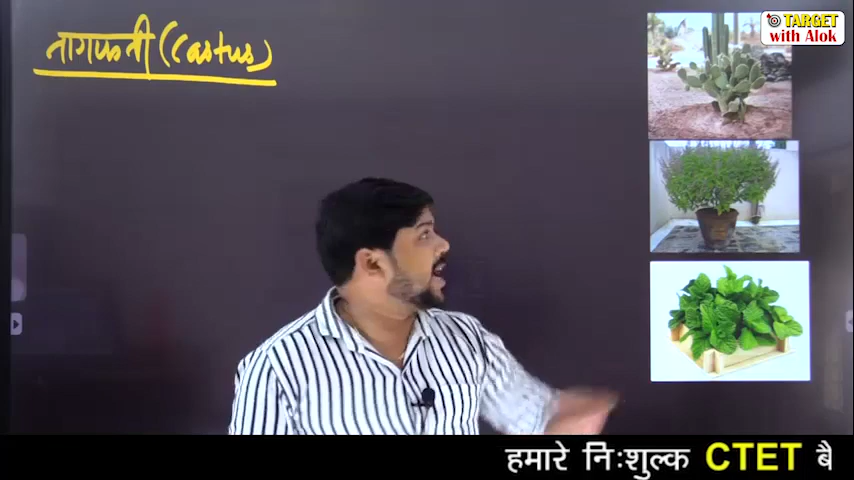 नागफनी (Cactus)
TARGET
with Alok
हमारे निःशुल्क CTET बै